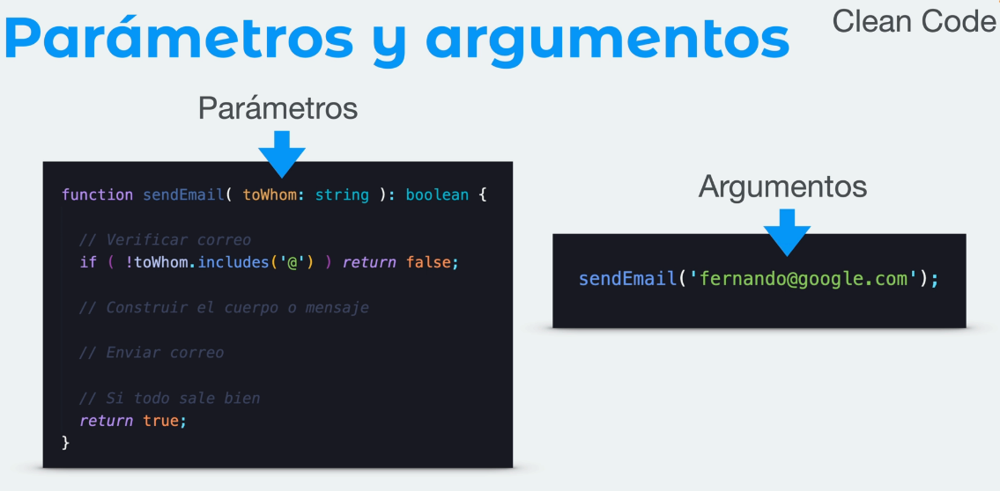 Parámetros y argumentos
Clean Code
Parámetros
function sendEmail( toWhom: string ): boolean {
// Verificar correo
if ( !toWhom.includes('@') ) return false;
// Construir el cuerpo o mensaje
// Enviar correo
// Si todo sale bien
return true;
}
Argumentos
sendEmail('fernando@google.com');